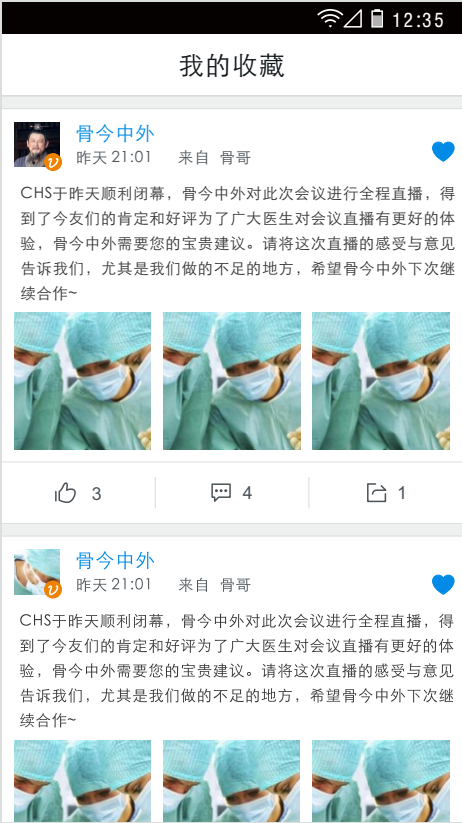 12:35
我的收藏
骨今中外
昨天 21:01 来自 骨哥
CHS于昨天顺利闭幕，骨今中外对此次会议进行全程直播，得
到了今友们的肯定和好评为了广大医生对会议直播有更好的体
验，骨今中外需要您的宝贵建议。请将这次直播的感受与意见
告诉我们，尤其是我们做的不足的地方，希望骨今中外下次继
续合作~
3 4 1
骨今中外
昨天 21:01 来自 骨哥
CHS于昨天顺利闭幕，骨今中外对此次会议进行全程直播，得
到了今友们的肯定和好评为了广大医生对会议直播有更好的体
验，骨今中外需要您的宝贵建议。请将这次直播的感受与意见
告诉我们，尤其是我们做的不足的地方，希望骨今中外下次继
续合作~